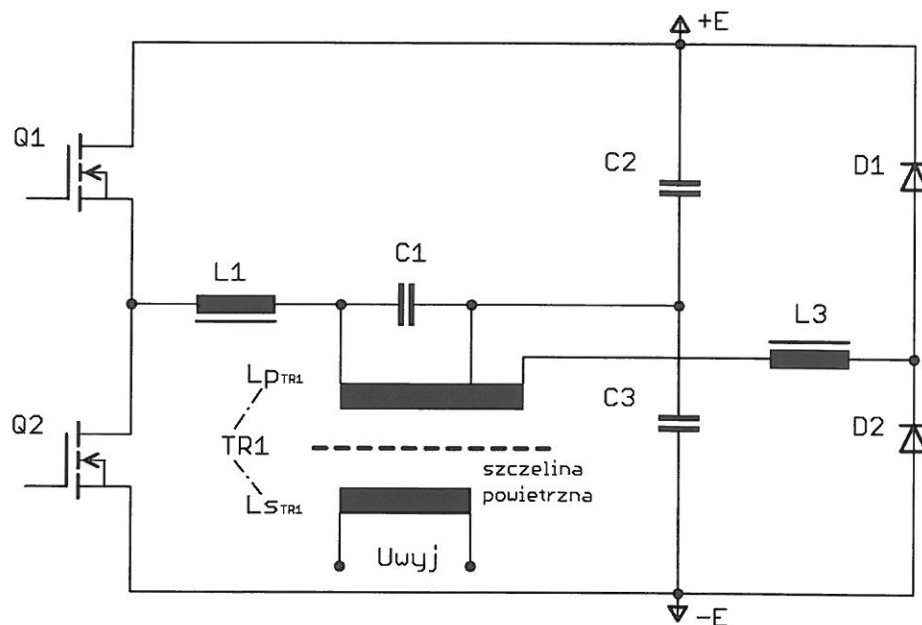 +E
Q1
C2
D1
L1
C1
L3
LpTR1
C3
Q2
TR1
D2
szczelina
powietrzna
LsTR1
Uwyj
-E